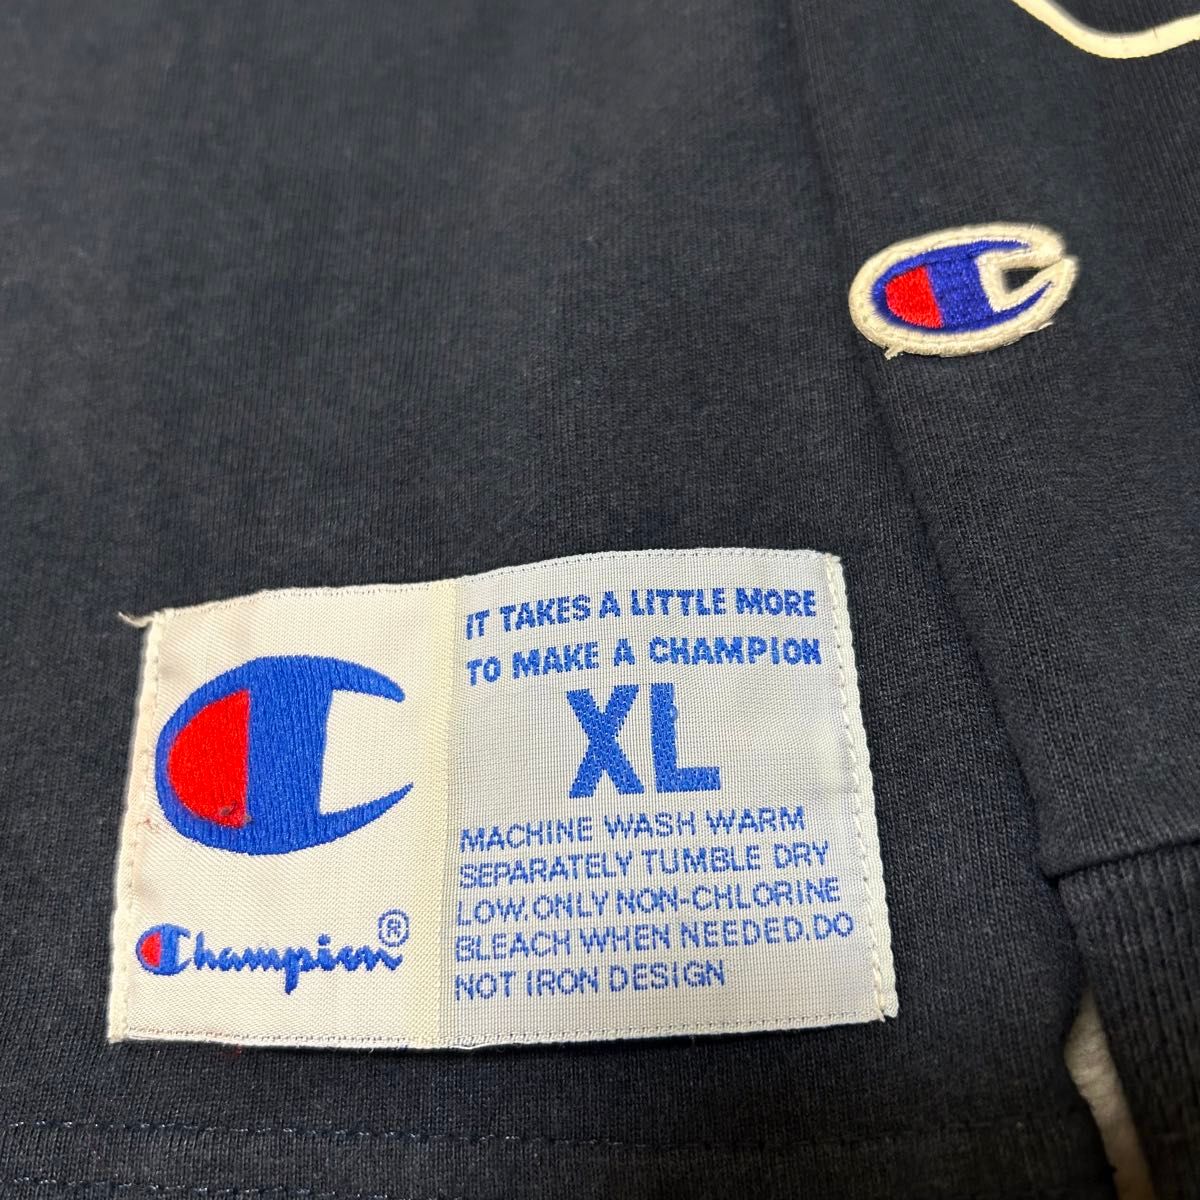 IT TAKES A LITTLE MORE
TO MAKE A CHAMPION
XL
MACHINE WASH WARM
SEPARATELY TUMBLE DRY
LOW.ONLY NON-CHLORINE
BLEACH WHEN NEEDED.DO
NOT IRON DESIGN
Champion®